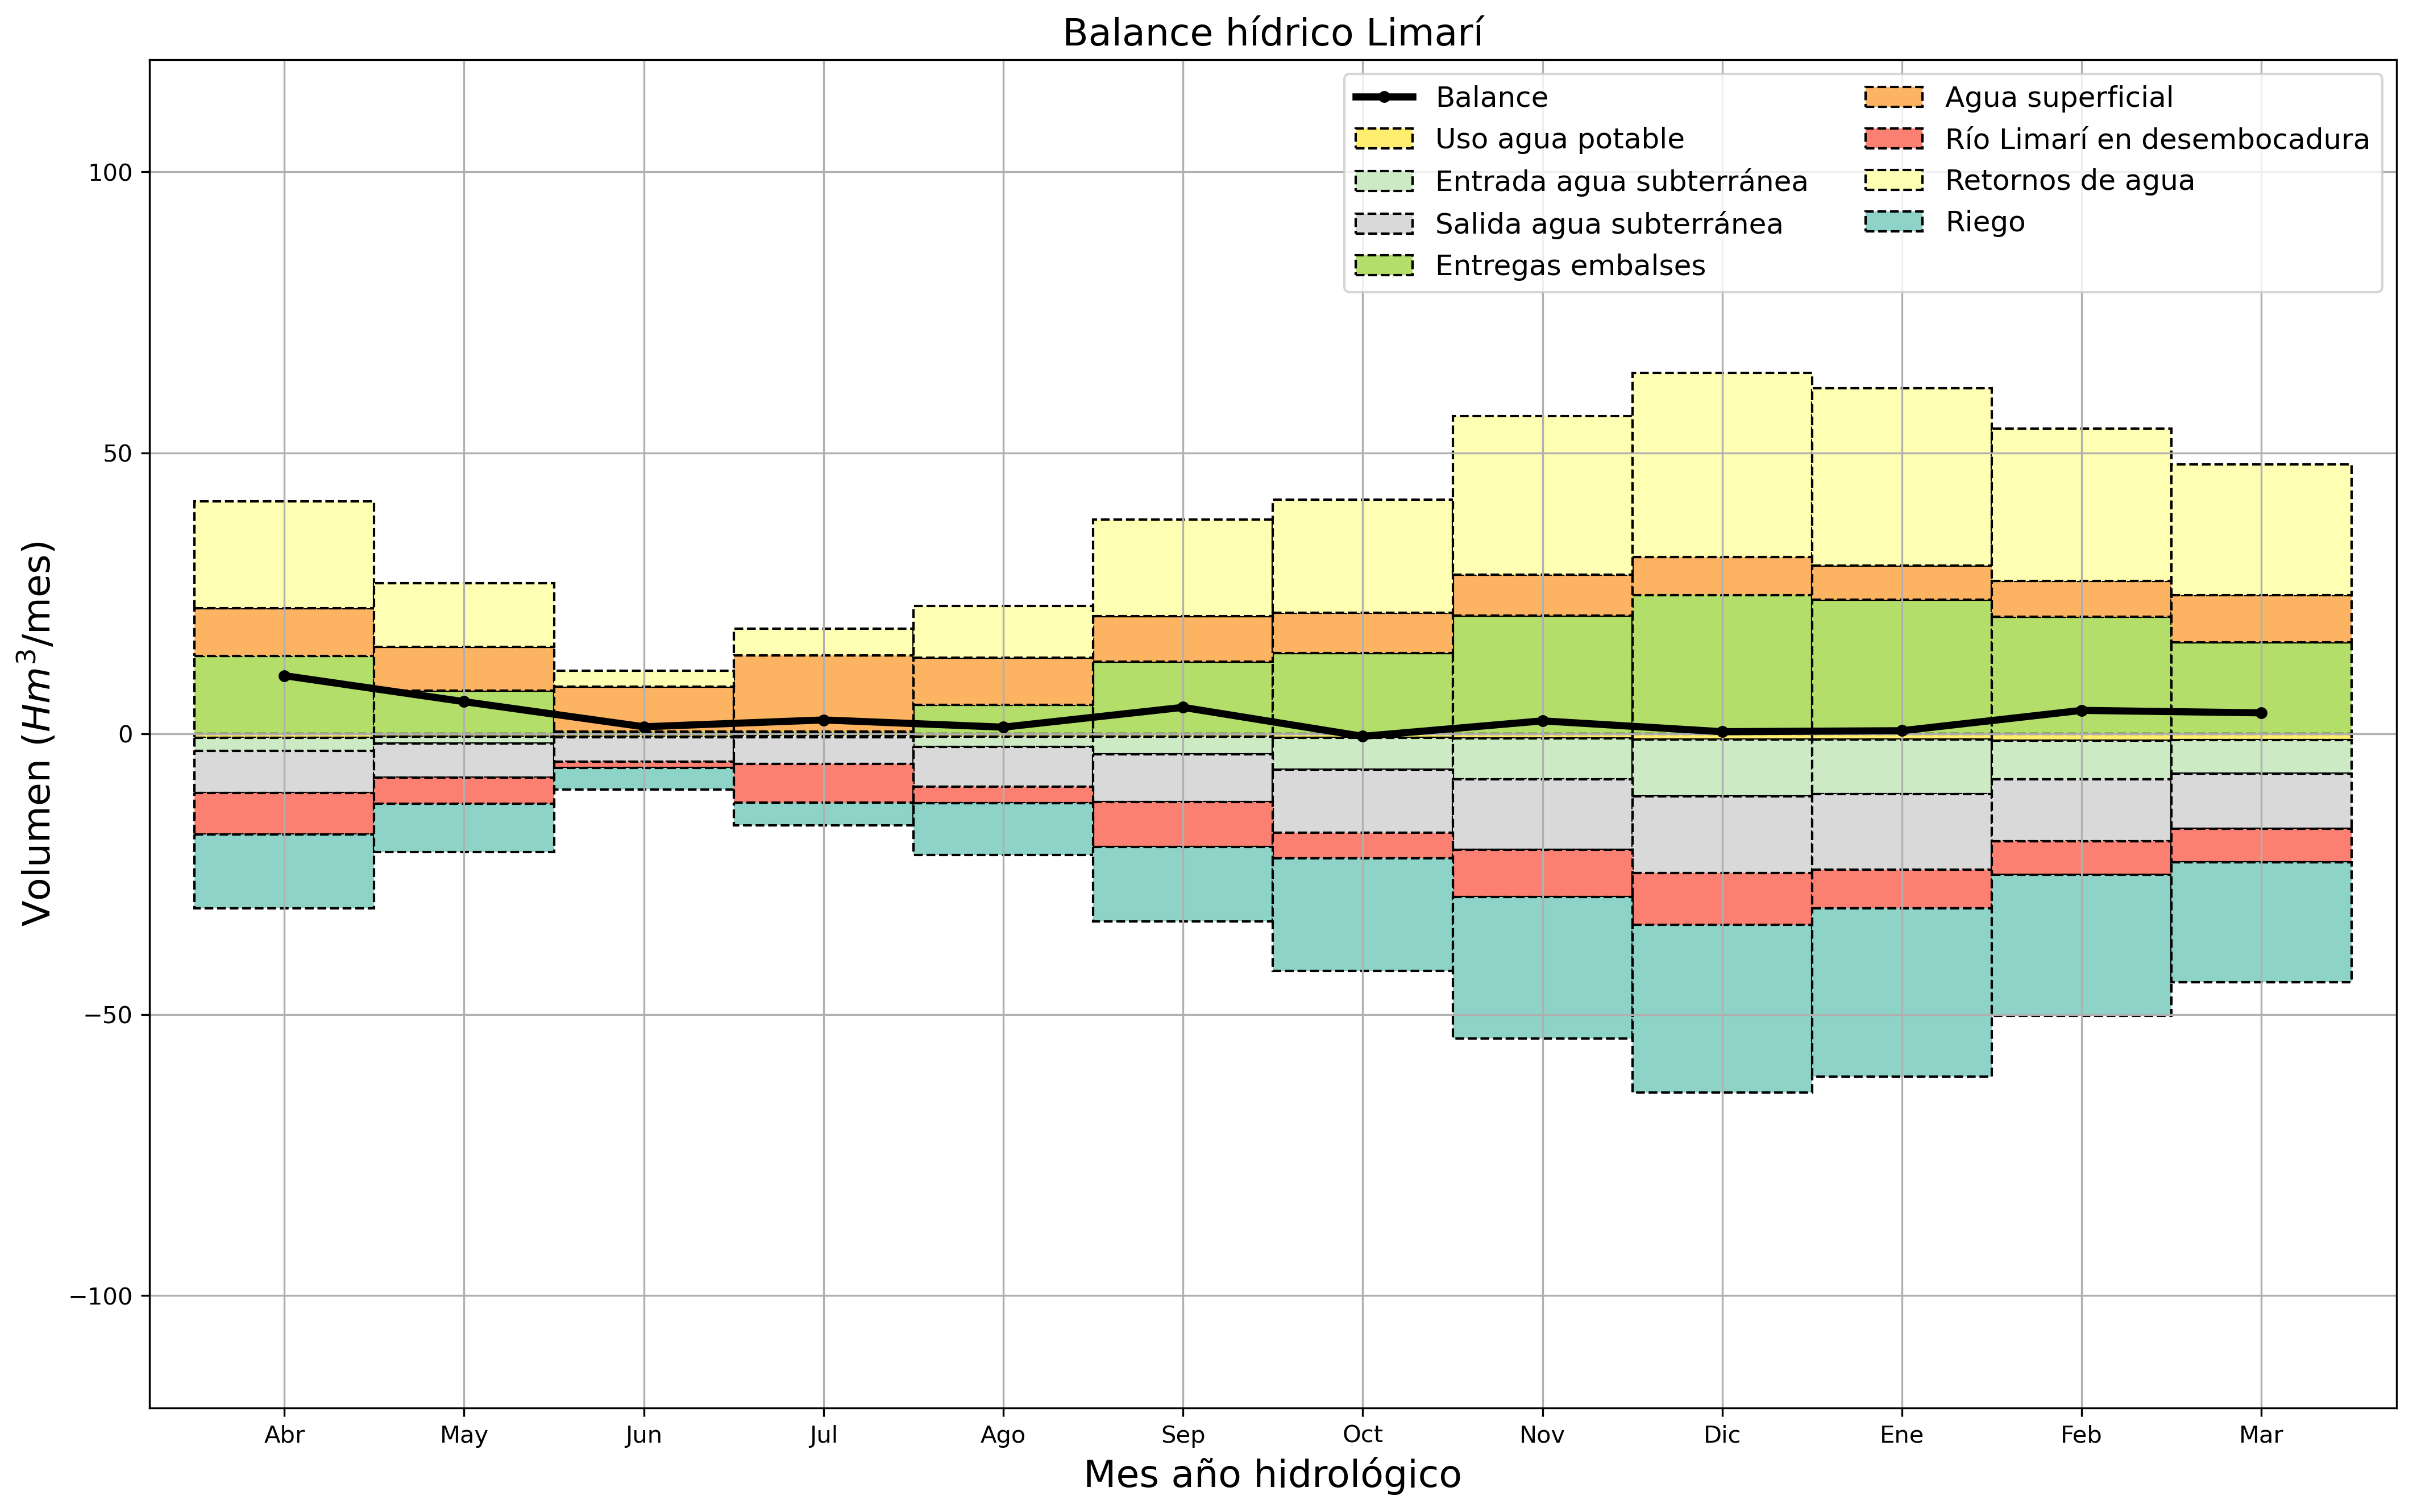 Balance hídrico Limarí
Balance
Uso agua potable
Entrada agua subterránea
Salida agua subterránea
Entregas embalses
Agua superficial
Río Limarí en desembocadura
Retornos de agua
Riego
Volumen (Hm³/mes)
100
50
0
−50
−100
Abr May Jun Jul Ago Sep Oct Nov Dic Ene Feb Mar
Mes año hidrológico